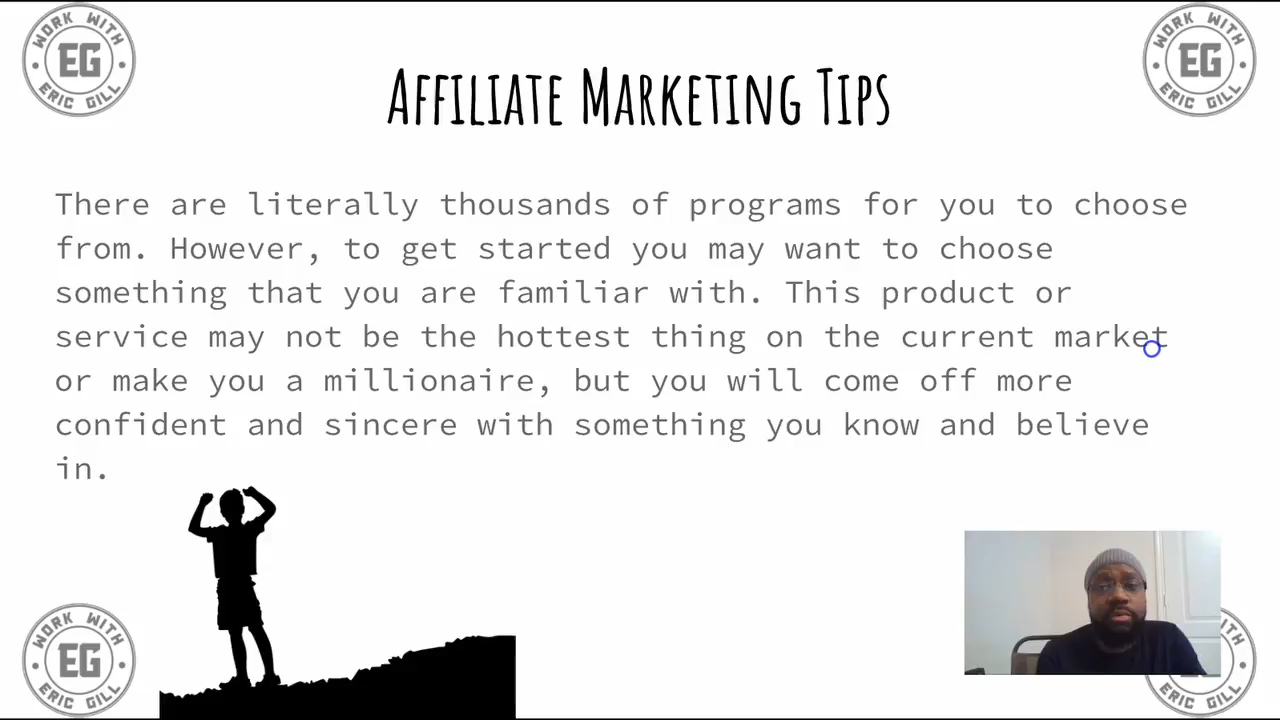 WORK WITH
EG
ERIC GILL
WORK WITH
EG
ERIC GILL
Affiliate Marketing Tips
There are literally thousands of programs for you to choose
from. However, to get started you may want to choose
something that you are familiar with. This product or
service may not be the hottest thing on the current market
or make you a millionaire, but you will come off more
confident and sincere with something you know and believe
in.
WORK WITH
EG
ERIC GILL
WITH
GILL